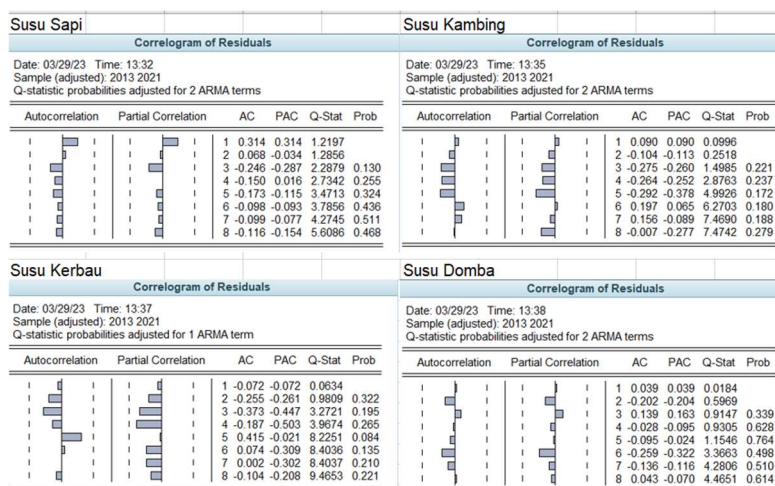 Susu Sapi
Correlogram of Residuals
Date: 03/29/23 Time: 13:32
Sample (adjusted): 2013 2021
Q-statistic probabilities adjusted for 2 ARMA terms
Autocorrelation Partial Correlation AC PAC Q-Stat Prob
1 0.314 0.314 1.2197
2 0.068 -0.034 1.2856
3 -0.246 -0.287 2.2879 0.130
4 -0.150 0.016 2.7342 0.255
5 -0.173 -0.115 3.4713 0.324
6 -0.098 -0.093 3.7856 0.436
7 -0.099 -0.077 4.2745 0.511
8 -0.116 -0.154 5.6086 0.468
Susu Kambing
Correlogram of Residuals
Date: 03/29/23 Time: 13:35
Sample (adjusted): 2013 2021
Q-statistic probabilities adjusted for 2 ARMA terms
Autocorrelation Partial Correlation AC PAC Q-Stat Prob
1 0.090 0.090 0.0996
2 -0.104 -0.113 0.2518
3 -0.275 -0.260 1.4985 0.221
4 -0.264 -0.252 2.8763 0.237
5 -0.292 -0.378 4.9926 0.172
6 0.197 0.065 6.2703 0.180
7 0.156 -0.089 7.4690 0.188
8 -0.007 -0.277 7.4742 0.279
Susu Kerbau
Correlogram of Residuals
Date: 03/29/23 Time: 13:37
Sample (adjusted): 2013 2021
Q-statistic probabilities adjusted for 1 ARMA term
Autocorrelation Partial Correlation AC PAC Q-Stat Prob
1 -0.072 -0.072 0.0634
2 -0.255 -0.261 0.9809 0.322
3 -0.373 -0.447 3.2721 0.195
4 -0.187 -0.503 3.9674 0.265
5 0.415 -0.021 8.2251 0.084
6 0.074 -0.309 8.4036 0.135
7 0.002 -0.302 8.4037 0.210
8 -0.104 -0.208 9.4653 0.221
Susu Domba
Correlogram of Residuals
Date: 03/29/23 Time: 13:38
Sample (adjusted): 2013 2021
Q-statistic probabilities adjusted for 2 ARMA terms
Autocorrelation Partial Correlation AC PAC Q-Stat Prob
1 0.039 0.039 0.0184
2 -0.202 -0.204 0.5969
3 0.139 0.163 0.9147 0.339
4 -0.028 -0.095 0.9305 0.628
5 -0.095 -0.024 1.1546 0.764
6 -0.259 -0.322 3.3663 0.498
7 -0.136 -0.116 4.2806 0.510
8 0.043 -0.070 4.4651 0.614